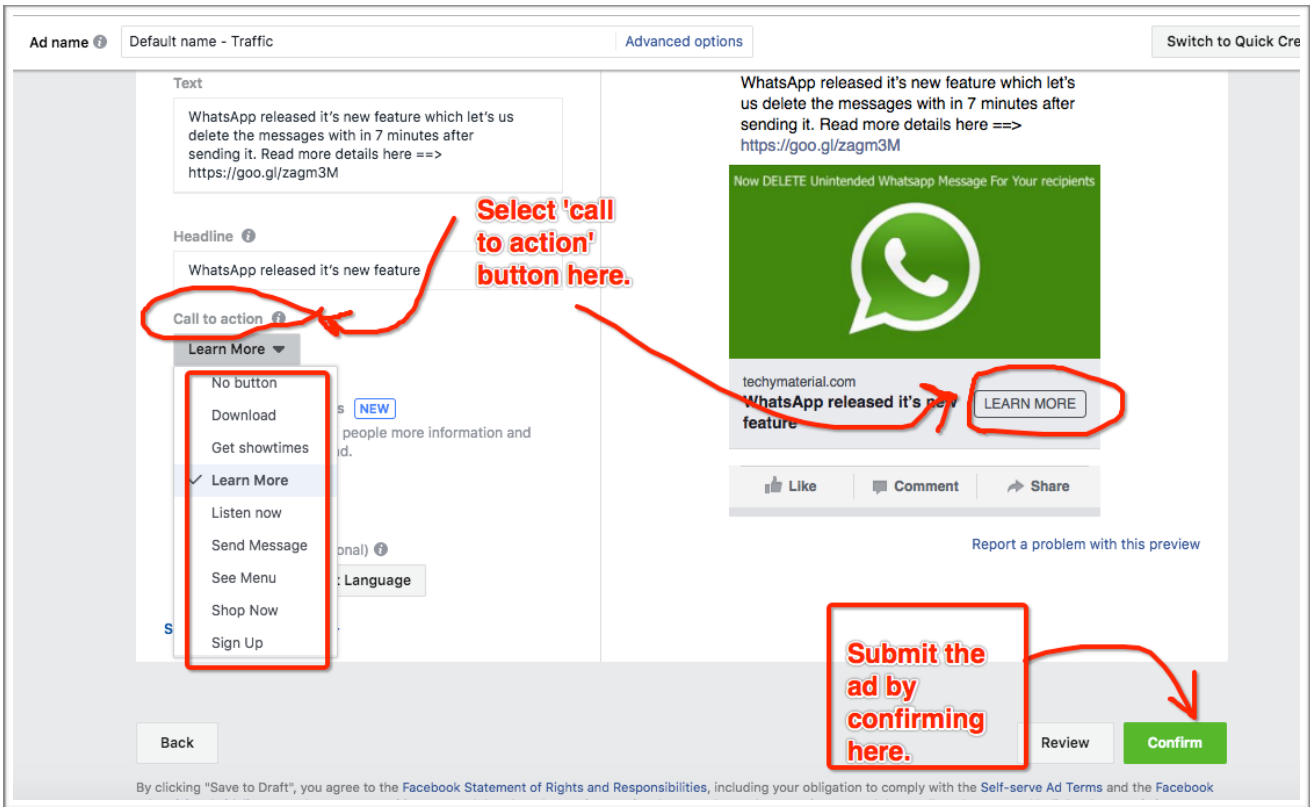 Ad name
Default name - Traffic
Advanced options
Switch to Quick Cre
Text
WhatsApp released it's new feature which let's us
delete the messages with in 7 minutes after
sending it. Read more details here ==>
https://goo.gl/zagm3M
Headline
WhatsApp released it's new feature
Call to action
Learn More
No button
Download
Get showtimes
Learn More
Listen now
Send Message
See Menu
Shop Now
Sign Up
s NEW
people more information and
d.
onal)
Language
S
Select 'call
to action'
button here.
WhatsApp released it's new feature which let's
us delete the messages with in 7 minutes after
sending it. Read more details here ==>
https://goo.gl/zagm3M
Now DELETE Unintended Whatsapp Message For Your recipients
techymaterial.com
WhatsApp released it's new
feature
LEARN MORE
Like
Comment
Share
Report a problem with this preview
Submit the
ad by
confirming
here.
Back
Review
Confirm
By clicking "Save to Draft", you agree to the Facebook Statement of Rights and Responsibilities, including your obligation to comply with the Self-serve Ad Terms and the Facebook